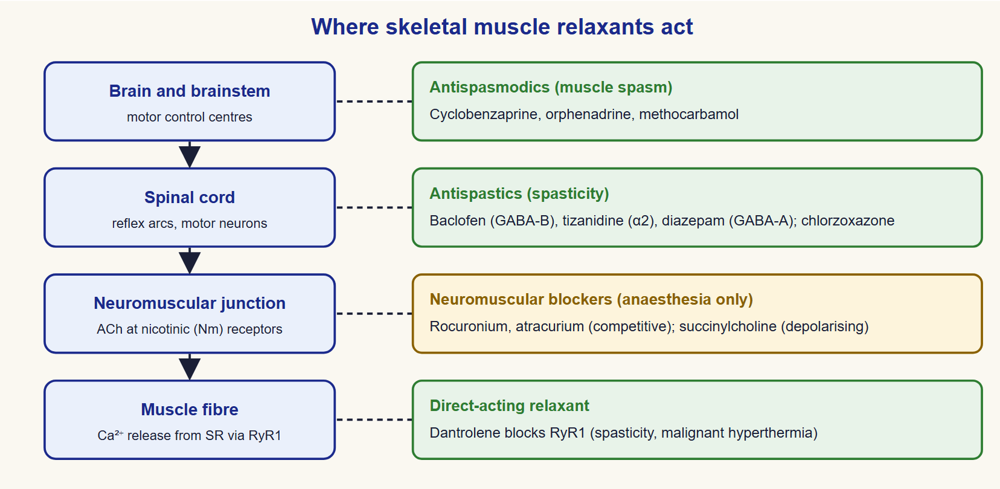 Where skeletal muscle relaxants act
Brain and brainstem
motor control centres
Antispasmodics (muscle spasm)
Cyclobenzaprine, orphenadrine, methocarbamol
Spinal cord
reflex arcs, motor neurons
Antispastics (spasticity)
Baclofen (GABA-B), tizanidine (α2), diazepam (GABA-A); chlorzoxazone
Neuromuscular junction
ACh at nicotinic (Nm) receptors
Neuromuscular blockers (anaesthesia only)
Rocuronium, atracurium (competitive); succinylcholine (depolarising)
Muscle fibre
Ca²⁺ release from SR via RyR1
Direct-acting relaxant
Dantrolene blocks RyR1 (spasticity, malignant hyperthermia)